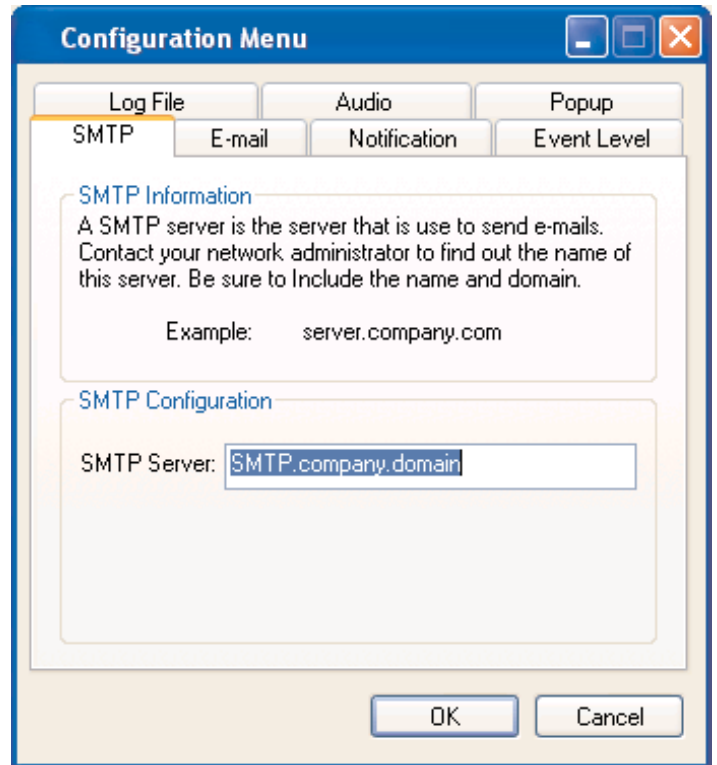 Configuration Menu
Log File
Audio
Popup
SMTP
E-mail
Notification
Event Level
SMTP Information
A SMTP server is the server that is use to send e-mails.
Contact your network administrator to find out the name of
this server. Be sure to Include the name and domain.
Example: server.company.com
SMTP Configuration
SMTP Server: SMTP.company.domain
OK
Cancel